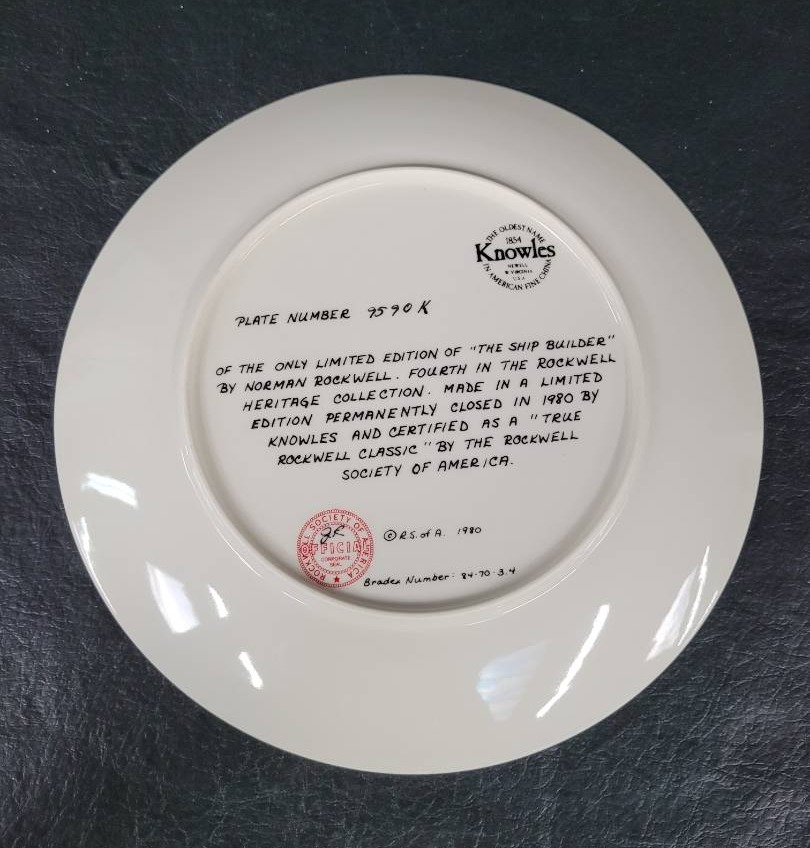 THE OLDEST NAME
1854
Knowles
NEWELL
W. VIRGINIA
U.S.A.
IN AMERICAN FINE CHINA
PLATE NUMBER 9590 K
OF THE ONLY LIMITED EDITION OF "THE SHIP BUILDER"
BY NORMAN ROCKWELL. FOURTH IN THE ROCKWELL
HERITAGE COLLECTION. MADE IN A LIMITED
EDITION PERMANENTLY CLOSED IN 1980 BY
KNOWLES AND CERTIFIED AS A "TRUE
ROCKWELL CLASSIC" BY THE ROCKWELL
SOCIETY OF AMERICA.
ROCKWELL SOCIETY OF AMERICA
OFFICIAL
CORPORATE
SEAL
© R.S. of A. 1980
Bradex Number: 84-70-3.4